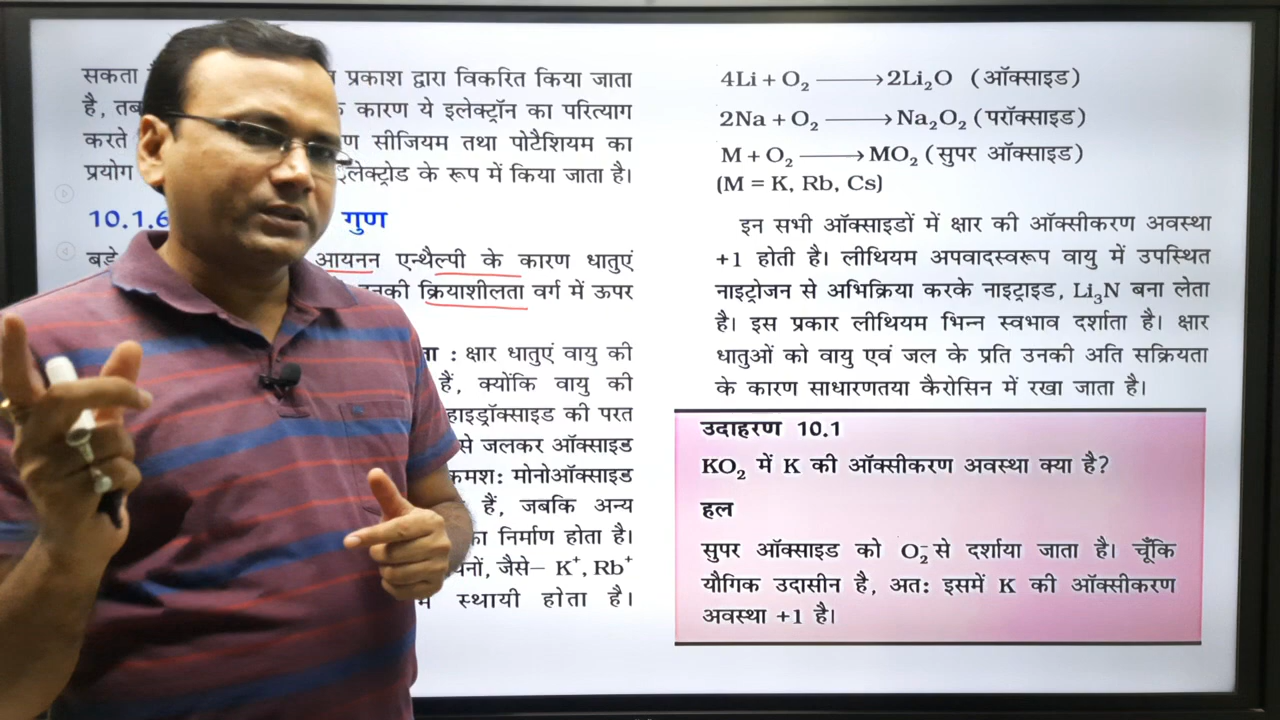 सकता प्रकाश द्वारा विकरित किया जाता
है, तब कारण ये इलेक्ट्रॉन का परित्याग
करते सीजियम तथा पोटैशियम का
प्रयोग के रूप में किया जाता है।
10.1.6 गुण
आयनन एन्थैल्पी के कारण धातुएं
क्रियाशीलता वर्ग में ऊपर
: क्षार धातुएं वायु की
हैं, क्योंकि वायु की
हाइड्रॉक्साइड की परत
से जलकर ऑक्साइड
मोनोऑक्साइड
हैं, जबकि अन्य
निर्माण होता है।
जैसे– K⁺, Rb⁺
स्थायी होता है।
4Li + O₂ ⟶ 2Li₂O (ऑक्साइड)
2Na + O₂ ⟶ Na₂O₂ (परॉक्साइड)
M + O₂ ⟶ MO₂ (सुपर ऑक्साइड)
(M = K, Rb, Cs)
इन सभी ऑक्साइडों में क्षार की ऑक्सीकरण अवस्था
+1 होती है। लीथियम अपवादस्वरूप वायु में उपस्थित
नाइट्रोजन से अभिक्रिया करके नाइट्राइड, Li₃N बना लेता
है। इस प्रकार लीथियम भिन्न स्वभाव दर्शाता है। क्षार
धातुओं को वायु एवं जल के प्रति उनकी अति सक्रियता
के कारण साधारणतया कैरोसिन में रखा जाता है।
उदाहरण 10.1
KO₂ में K की ऑक्सीकरण अवस्था क्या है?
हल
सुपर ऑक्साइड को O₂⁻ से दर्शाया जाता है। चूँकि
यौगिक उदासीन है, अत: इसमें K की ऑक्सीकरण
अवस्था +1 है।